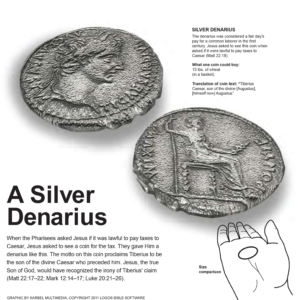 SILVER DENARIUS
The denarius was considered a fair day's
pay for a common laborer in the first
century. Jesus asked to see this coin when
asked if it was lawful to pay taxes to
Caesar (Matt 22:19).
What one coin could buy:
(in a basket)
Translation of coin text: "Tiberius
Caesar, son of the divine [Augustus],
[himself son] Augustus"
A Silver
Denarius
When the Pharisees asked Jesus if it was lawful to pay taxes to
Caesar, Jesus asked to see a coin for the tax. They gave Him a
denarius like this. The motto on this coin proclaims Tiberius to be
the son of the divine Caesar who preceded him. Jesus, the true
Son of God, would have recognized the irony of Tiberius' claim
(Matt 22:17–22; Mark 12:14–17; Luke 20:21–26).
Size
comparison
GRAPHIC BY KARBEL MULTIMEDIA, COPYRIGHT 2011 LOGOS BIBLE SOFTWARE